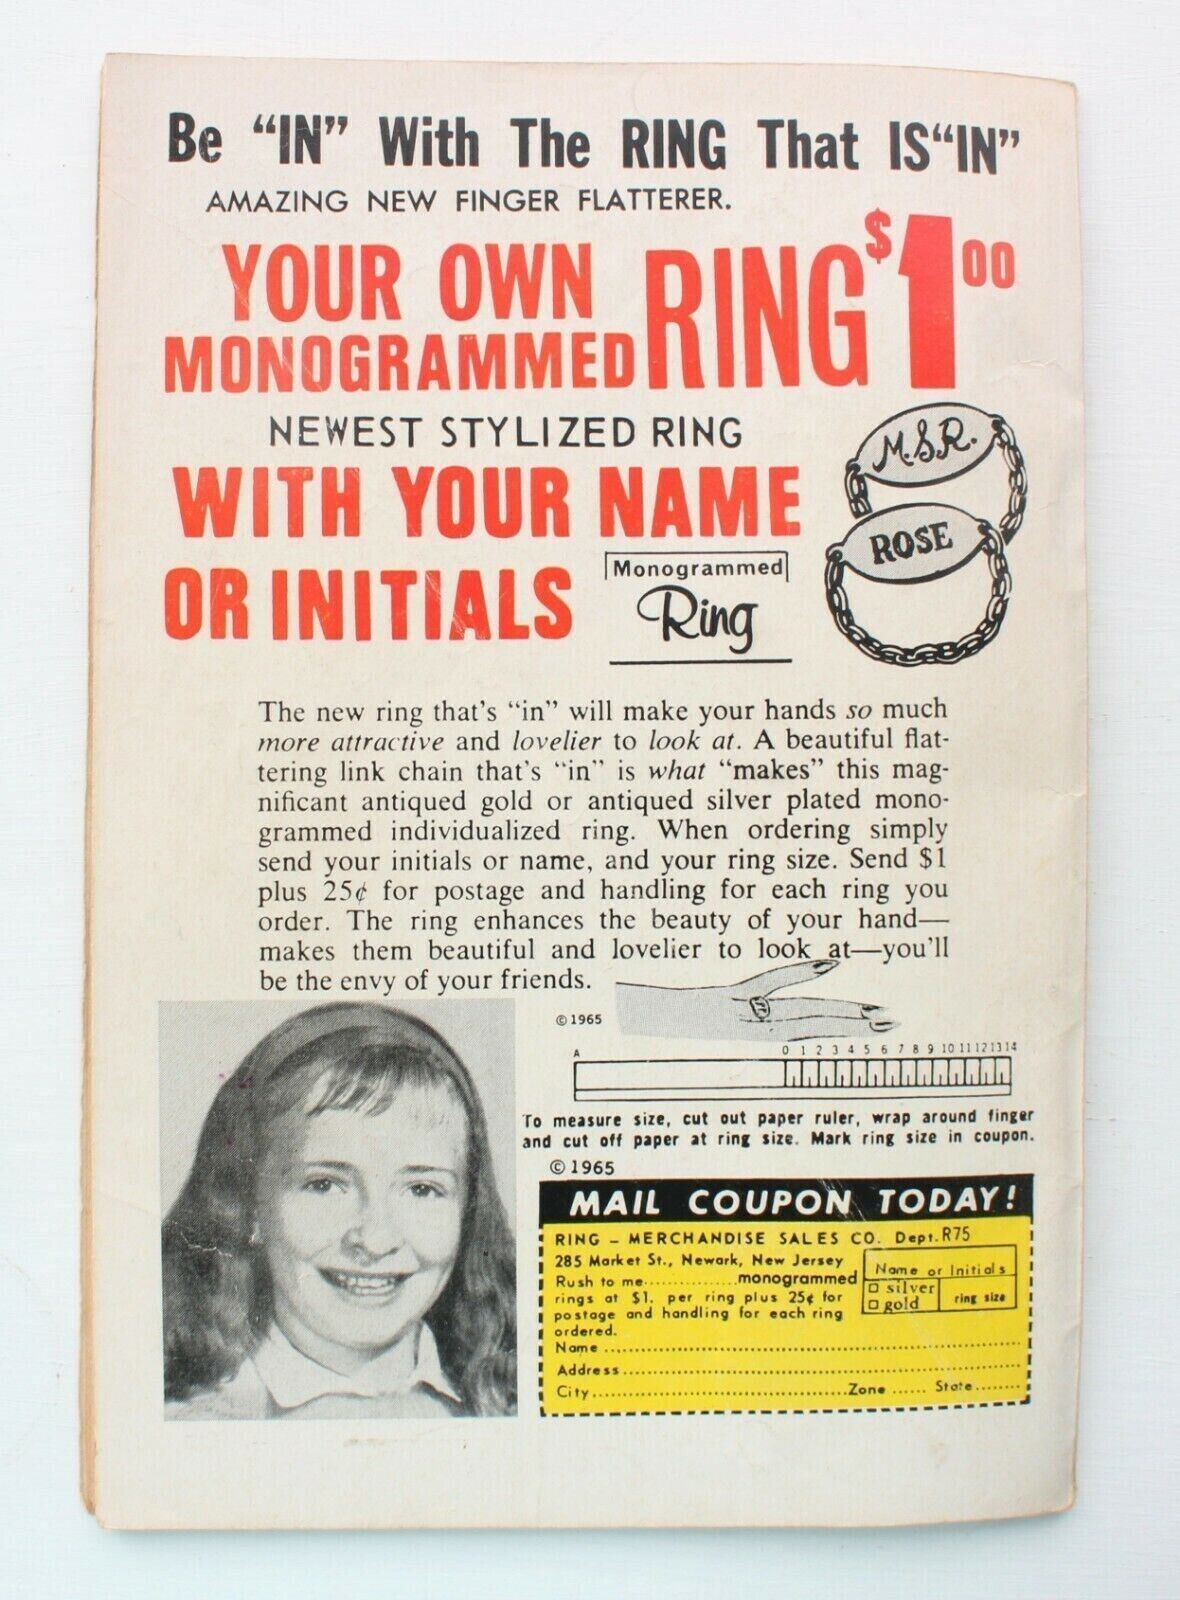 Be “IN” With The RING That IS “IN”
AMAZING NEW FINGER FLATTERER.
YOUR OWN
MONOGRAMMED RING $1 00
NEWEST STYLIZED RING
WITH YOUR NAME
OR INITIALS
Monogrammed
Ring
M.S.R.
ROSE
The new ring that's “in” will make your hands so much
more attractive and lovelier to look at. A beautiful flat-
tering link chain that's “in” is what “makes” this mag-
nificant antiqued gold or antiqued silver plated mono-
grammed individualized ring. When ordering simply
send your initials or name, and your ring size. Send $1
plus 25¢ for postage and handling for each ring you
order. The ring enhances the beauty of your hand—
makes them beautiful and lovelier to look at—you'll
be the envy of your friends.
© 1965
A 0 1 2 3 4 5 6 7 8 9 10 11 12 13 14
To measure size, cut out paper ruler, wrap around finger
and cut off paper at ring size. Mark ring size in coupon.
© 1965
MAIL COUPON TODAY!
RING – MERCHANDISE SALES CO. Dept. R75
285 Market St., Newark, New Jersey
Rush to me..............monogrammed
rings at $1. per ring plus 25¢ for
postage and handling for each ring
ordered.
Name or Initials
silver
gold
ring size
Name ..............................
Address..............................
City.............................. Zone ...... State........